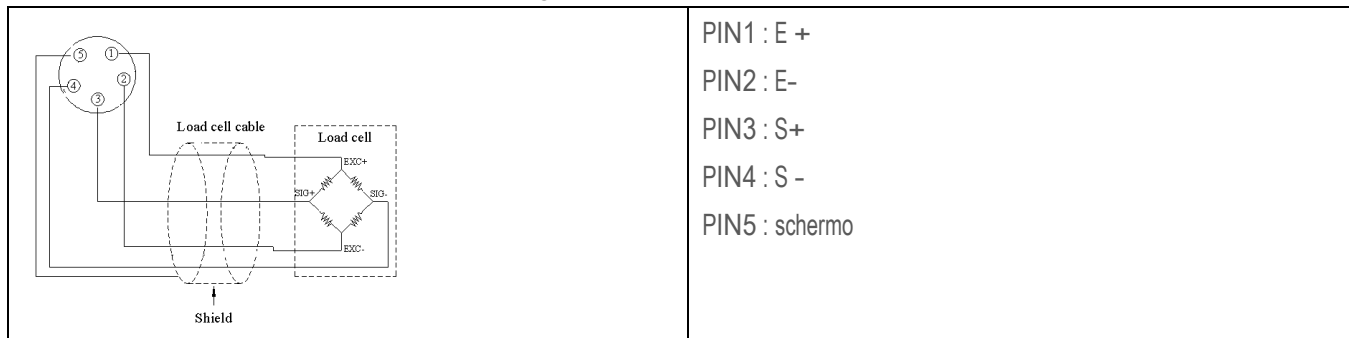 5
1
4
2
3
Load cell cable
Load cell
EXC+
SIG+
SIG-
EXC-
Shield
PIN1 : E +
PIN2 : E-
PIN3 : S+
PIN4 : S -
PIN5 : schermo